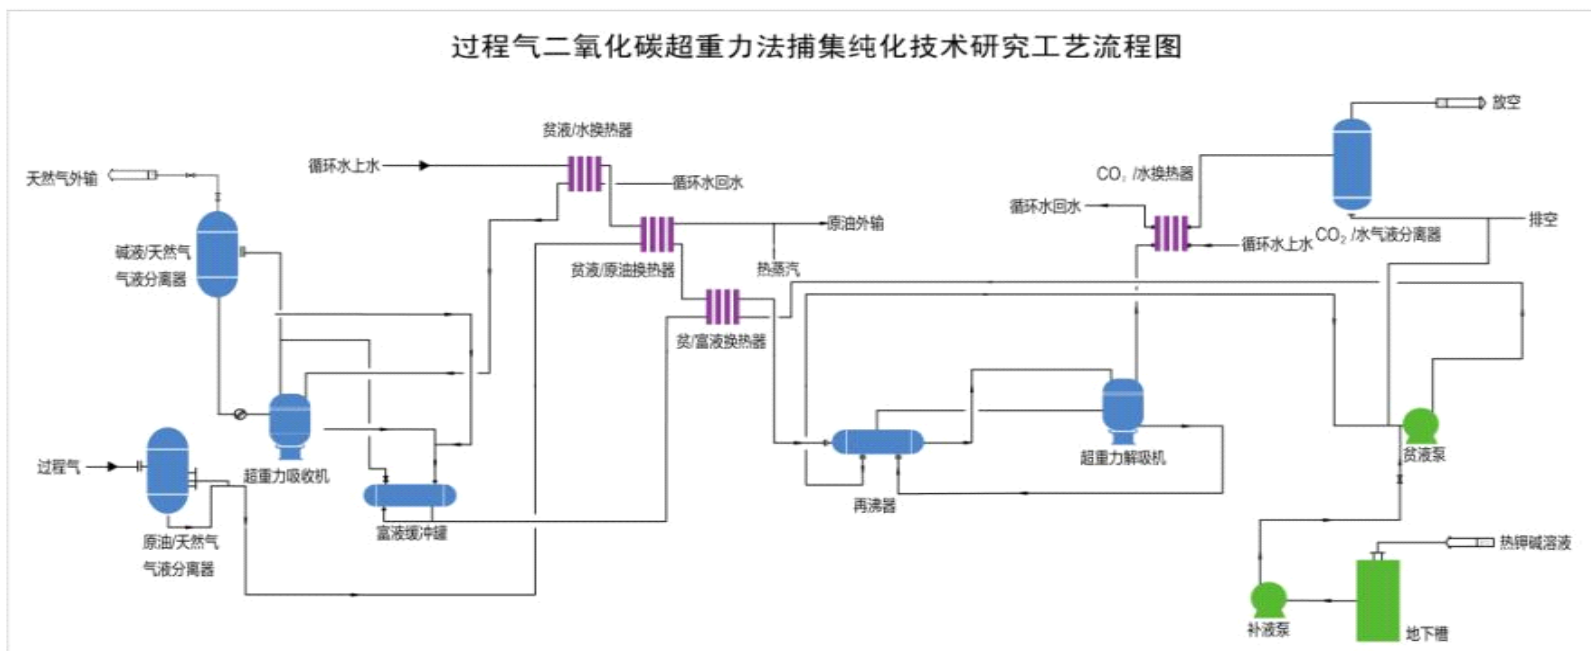 过程气二氧化碳超重力法捕集纯化技术研究工艺流程图
放空
贫液/水换热器
循环水上水
天然气外输
循环水回水
CO₂ /水换热器
循环水回水
原油外输
排空
碱液/天然气
气液分离器
贫液/原油换热器
热蒸汽
循环水上水
CO₂ /水气液分离器
贫/富液换热器
过程气
超重力吸收机
超重力解吸机
贫液泵
再沸器
富液缓冲罐
原油/天然气
气液分离器
热钾碱溶液
补液泵
地下槽